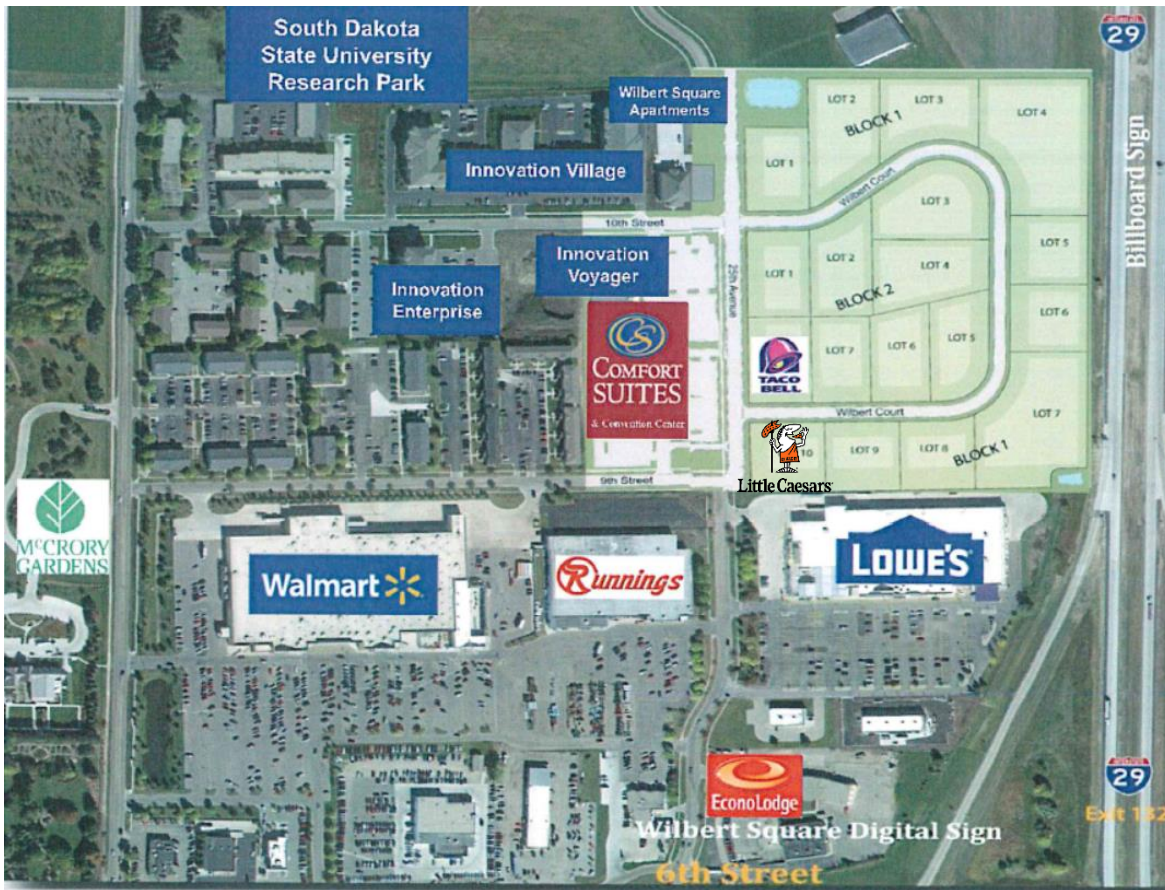 South Dakota
State University
Research Park
INTERSTATE
29
Wilbert Square
Apartments
LOT 2
LOT 3
LOT 4
BLOCK 1
LOT 1
Innovation Village
Wilbert Court
LOT 3
10th Street
Billboard Sign
Innovation
Voyager
LOT 1
LOT 2
LOT 4
LOT 5
25th Avenue
BLOCK 2
Innovation
Enterprise
LOT 6
CS
COMFORT
SUITES
& Convention Center
TACO
BELL
LOT 7
LOT 6
LOT 5
Wilbert Court
LOT 7
10
LOT 9
LOT 8
BLOCK 1
9th Street
Little Caesars
McCRORY
GARDENS
Walmart
Runnings
LOWE'S
INTERSTATE
29
EconoLodge
Exit 132
Wilbert Square Digital Sign
6th Street